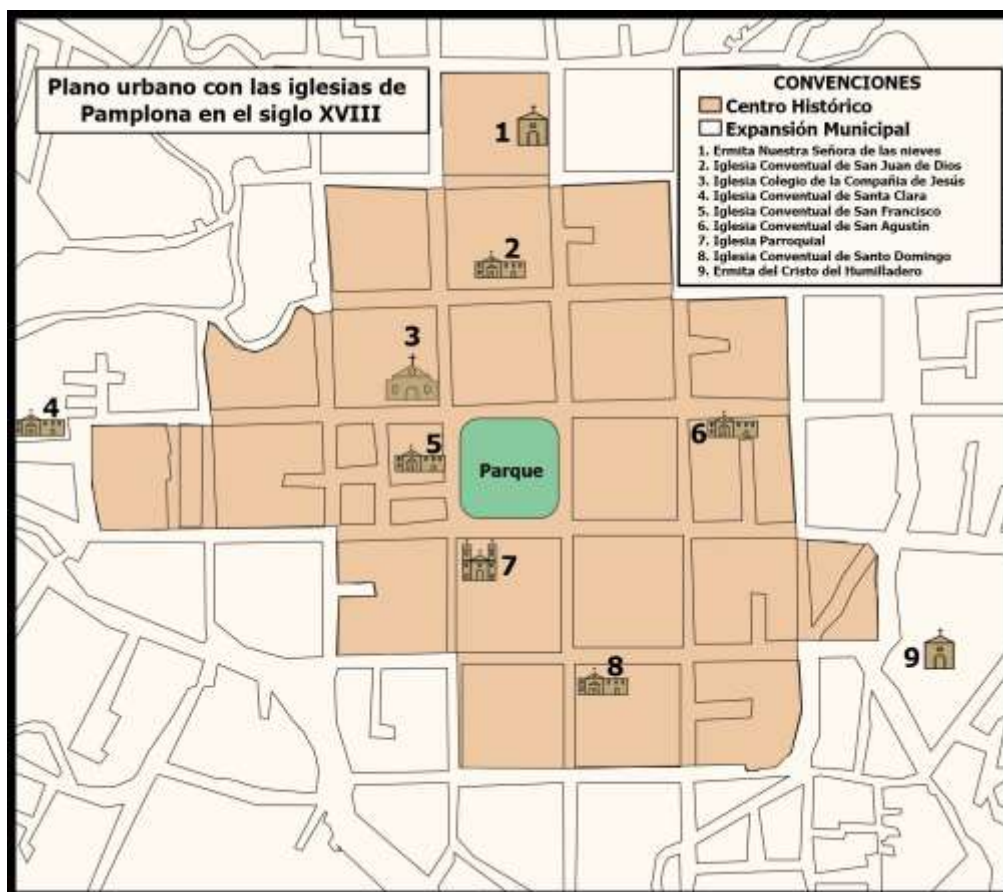 Plano urbano con las iglesias de
Pamplona en el siglo XVIII
CONVENCIONES
Centro Histórico
Expansión Municipal
1. Ermita Nuestra Señora de las nieves
2. Iglesia Conventual de San Juan de Dios
3. Iglesia Colegio de la Compañia de Jesús
4. Iglesia Conventual de Santa Clara
5. Iglesia Conventual de San Francisco
6. Iglesia Conventual de San Agustín
7. Iglesia Parroquial
8. Iglesia Conventual de Santo Domingo
9. Ermita del Cristo del Humilladero
1
2
3
4
5
6
Parque
7
8
9